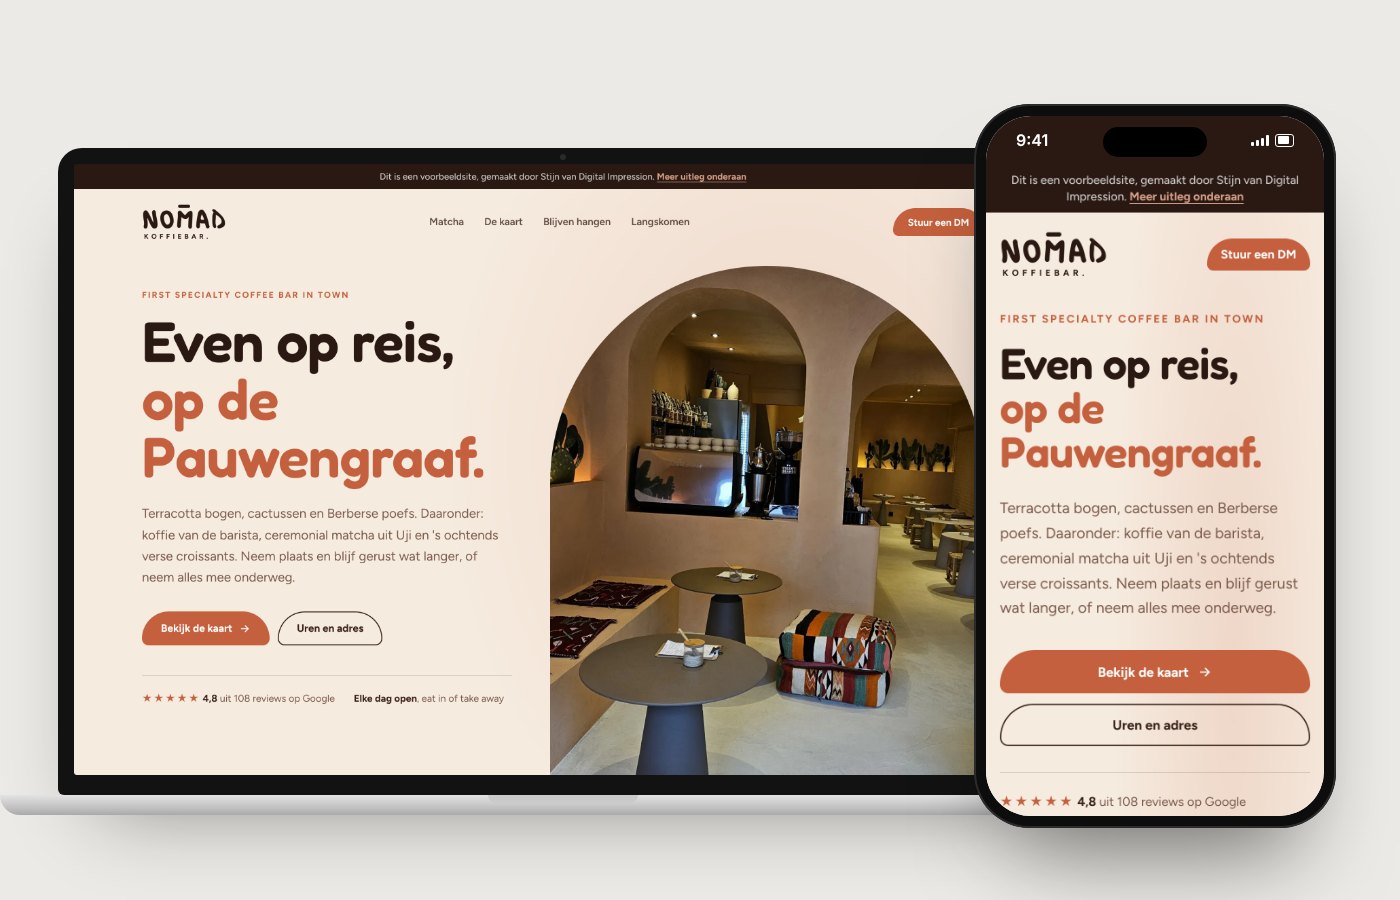 Dit is een voorbeeldsite, gemaakt door Stijn van Digital Impression. Meer uitleg onderaan
NOMAD
KOFFIEBAR.
Matcha De kaart Blijven hangen Langskomen
Stuur een DM
FIRST SPECIALTY COFFEE BAR IN TOWN
Even op reis,
op de
Pauwengraaf.
Terracotta bogen, cactussen en Berberse poefs. Daaronder:
koffie van de barista, ceremonial matcha uit Uji en 's ochtends
verse croissants. Neem plaats en blijf gerust wat langer, of
neem alles mee onderweg.
Bekijk de kaart → Uren en adres
★★★★★ 4,8 uit 108 reviews op Google Elke dag open, eat in of take away
9:41
Dit is een voorbeeldsite, gemaakt door Stijn van Digital
Impression. Meer uitleg onderaan
NOMAD
KOFFIEBAR.
Stuur een DM
FIRST SPECIALTY COFFEE BAR IN TOWN
Even op reis,
op de
Pauwengraaf.
Terracotta bogen, cactussen en Berberse
poefs. Daaronder: koffie van de barista,
ceremonial matcha uit Uji en 's ochtends
verse croissants. Neem plaats en blijf gerust
wat langer, of neem alles mee onderweg.
Bekijk de kaart →
Uren en adres
★★★★★ 4,8 uit 108 reviews op Google